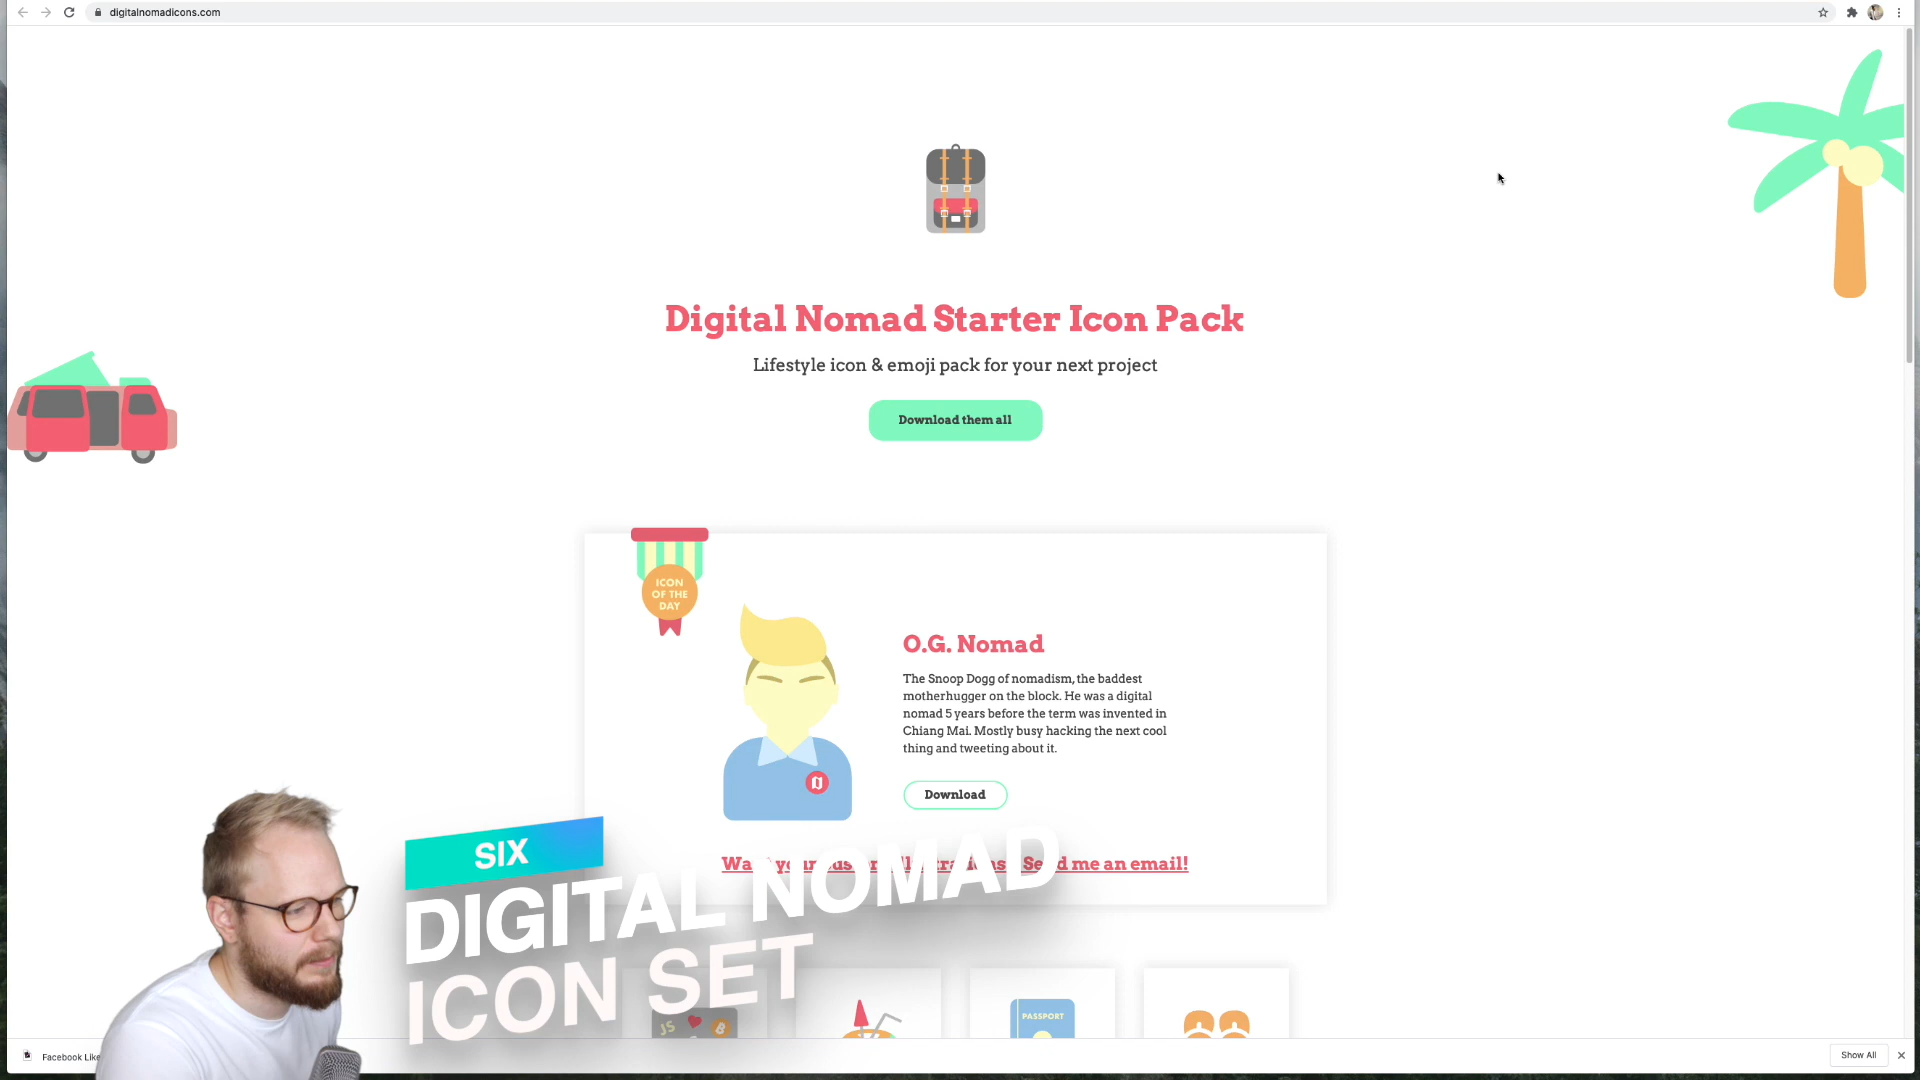 digitalnomadicons.com
Digital Nomad Starter Icon Pack
Lifestyle icon & emoji pack for your next project
Download them all
ICON
OF THE
DAY
O.G. Nomad
The Snoop Dogg of nomadism, the baddest
motherhugger on the block. He was a digital
nomad 5 years before the term was invented in
Chiang Mai. Mostly busy hacking the next cool
thing and tweeting about it.
Download
me an email!
SIX
DIGITAL NOMAD
ICON SET
JS
PASSPORT
Facebook Like
Show All